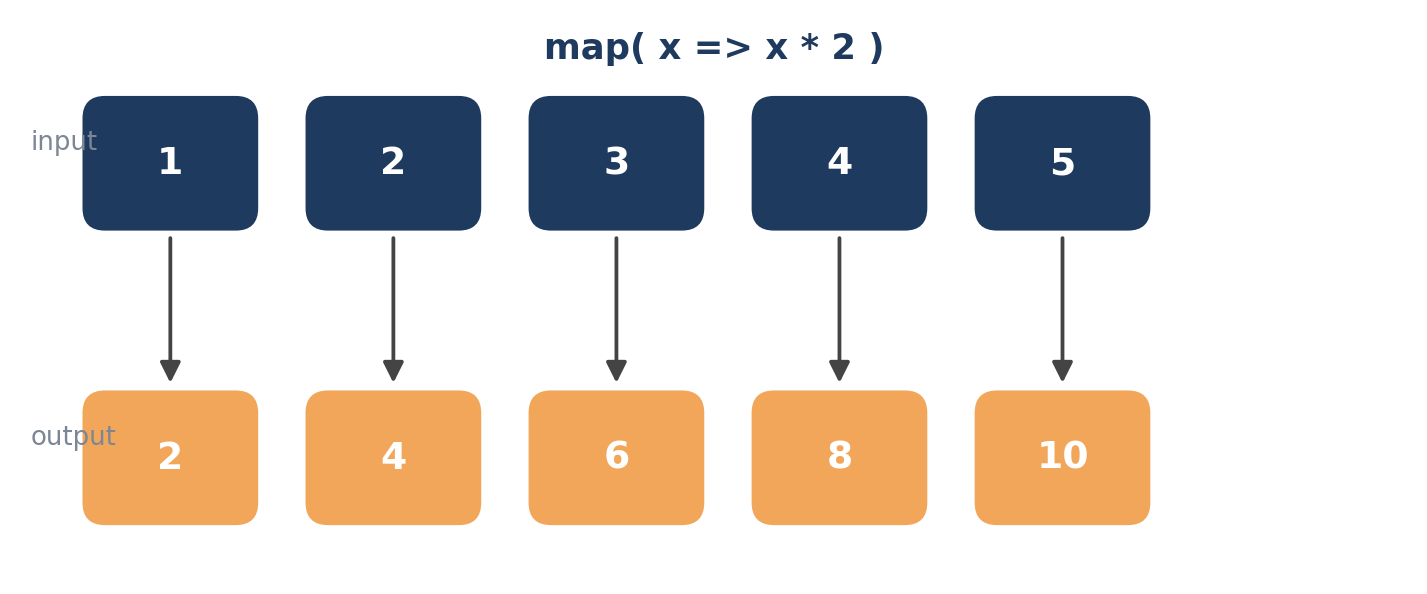 map( x => x * 2 )
input
1 2 3 4 5
output
2 4 6 8 10